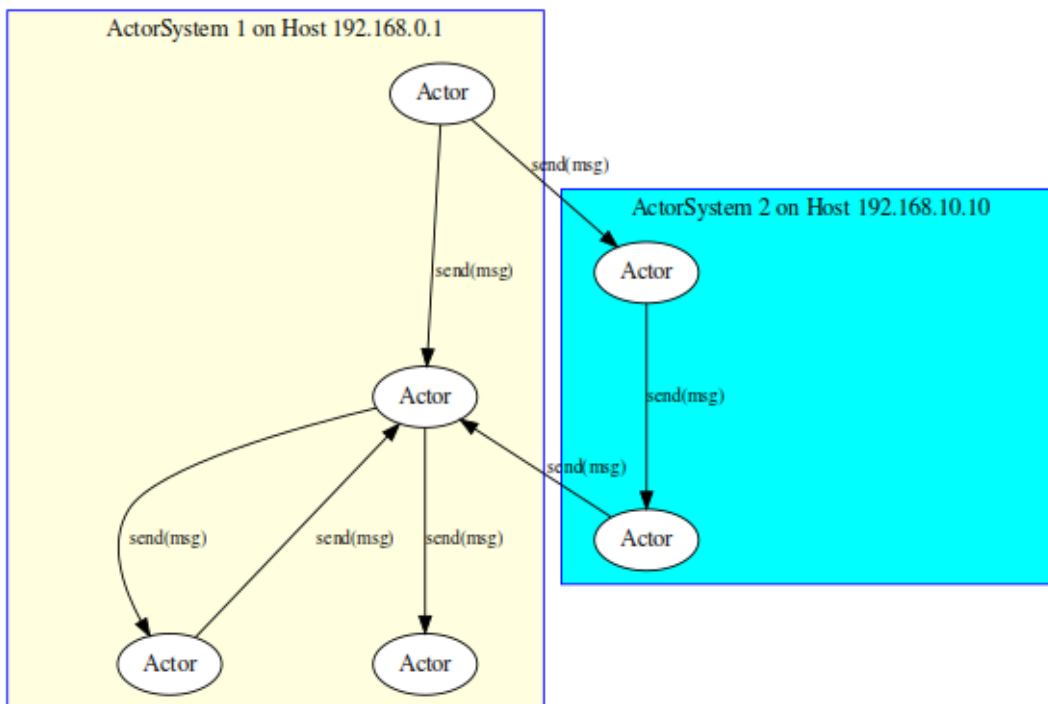 ActorSystem 1 on Host 192.168.0.1
Actor
send(msg)
ActorSystem 2 on Host 192.168.10.10
Actor
send(msg)
Actor
send(msg)
send(msg)
Actor
send(msg)
send(msg)
send(msg)
Actor
Actor